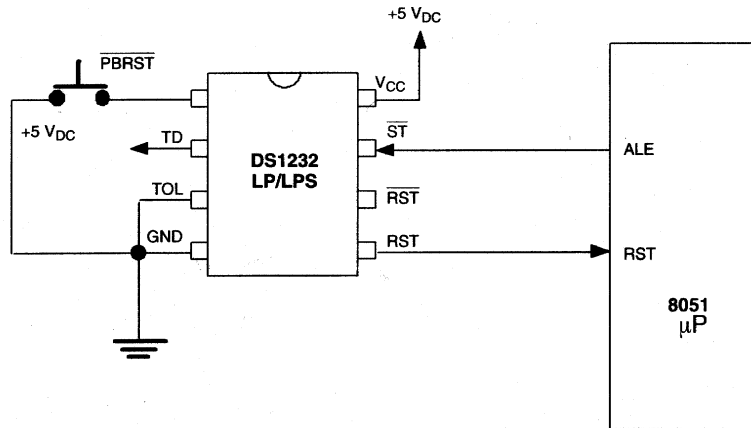 +5 VDC
PBRST
VCC
+5 VDC
TD
DS1232
LP/LPS
ST
ALE
TOL
RST
GND
RST
RST
8051
µP